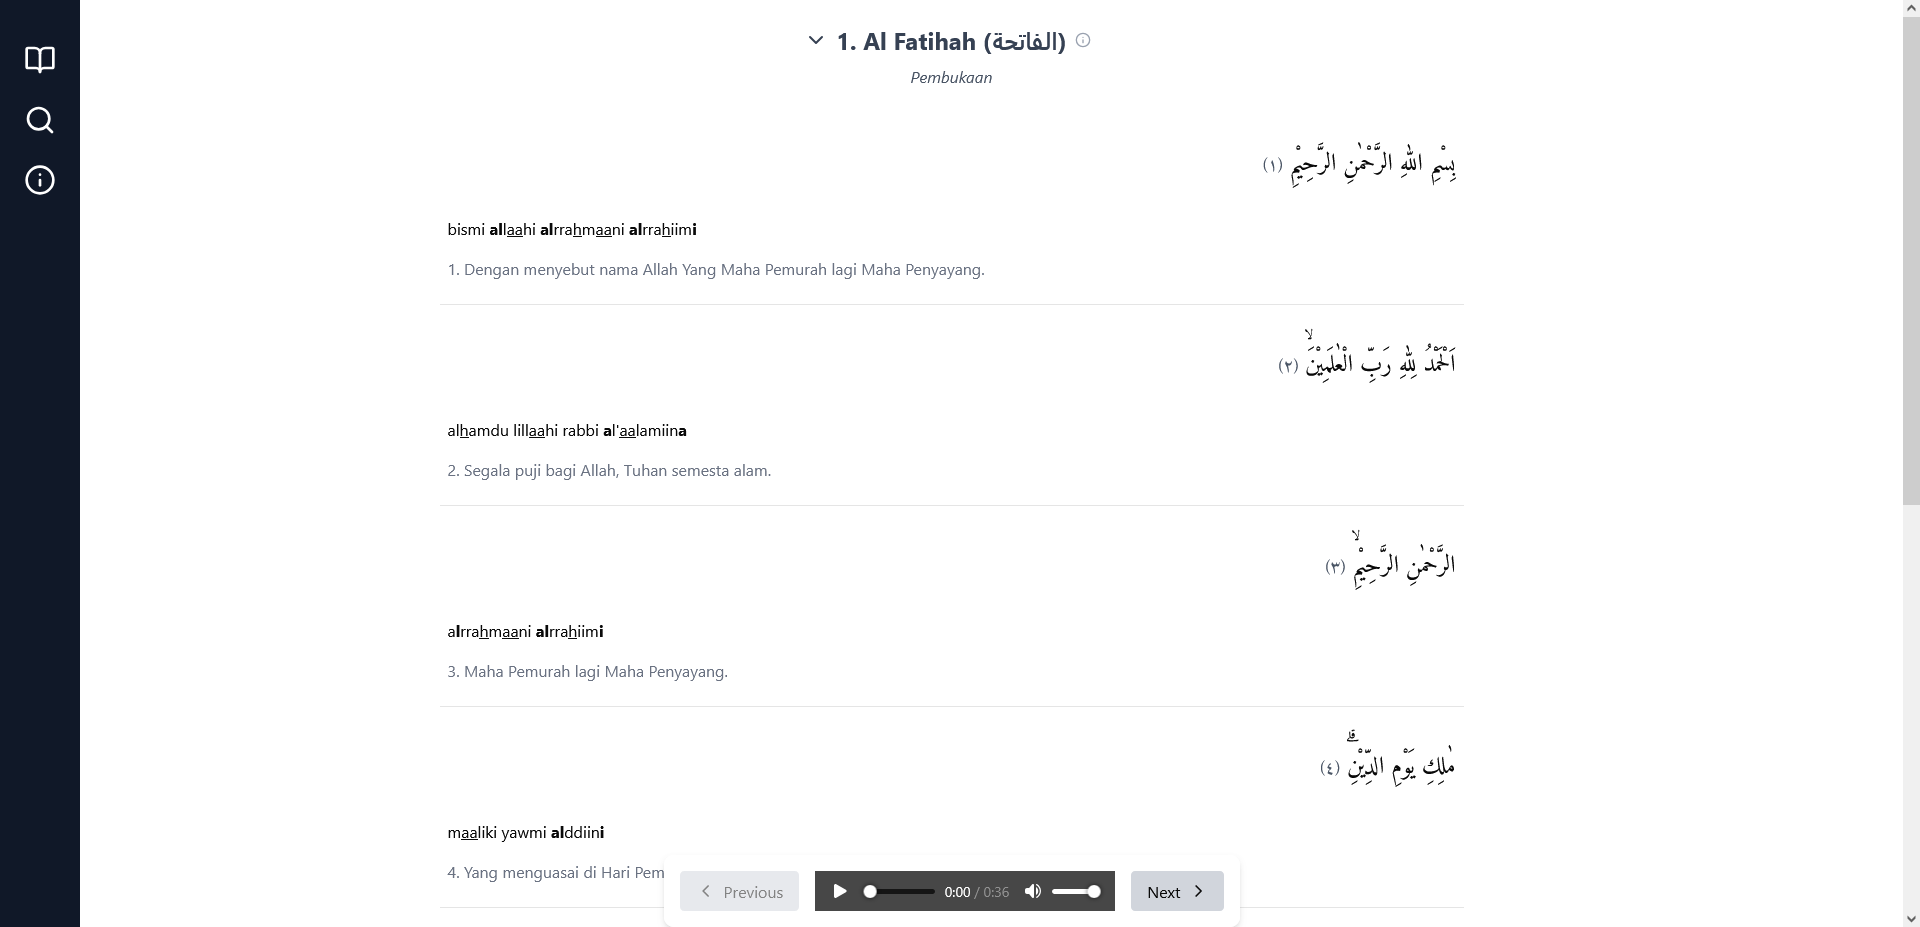 1. Al Fatihah (الفاتحة)
Pembukaan
بِسْمِ اللّٰهِ الرَّحْمٰنِ الرَّحِيْمِ (١)
bismi allaahi alrrahmaani alrrahiimi
1. Dengan menyebut nama Allah Yang Maha Pemurah lagi Maha Penyayang.
اَلْحَمْدُ لِلّٰهِ رَبِّ الْعٰلَمِيْنَۙ (٢)
alhamdu lillaahi rabbi al'aalamiina
2. Segala puji bagi Allah, Tuhan semesta alam.
الرَّحْمٰنِ الرَّحِيْمِۙ (٣)
alrrahmaani alrrahiimi
3. Maha Pemurah lagi Maha Penyayang.
مٰلِكِ يَوْمِ الدِّيْنِۗ (٤)
maaliki yawmi alddiini
4. Yang menguasai di Hari Pem
Previous 0:00 / 0:36 Next